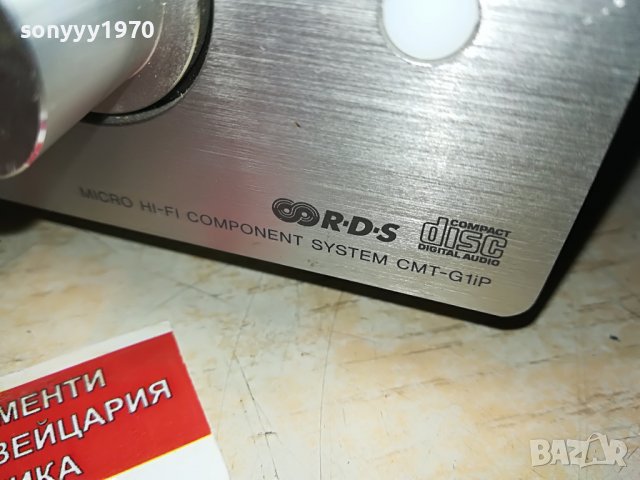 sonyyy1970
R·D·S
COMPACT
disc
DIGITAL AUDIO
MICRO HI-FI COMPONENT SYSTEM CMT-G1iP
МЕНТИ
ВЕЙЦАРИЯ
ИКА
BAZAR